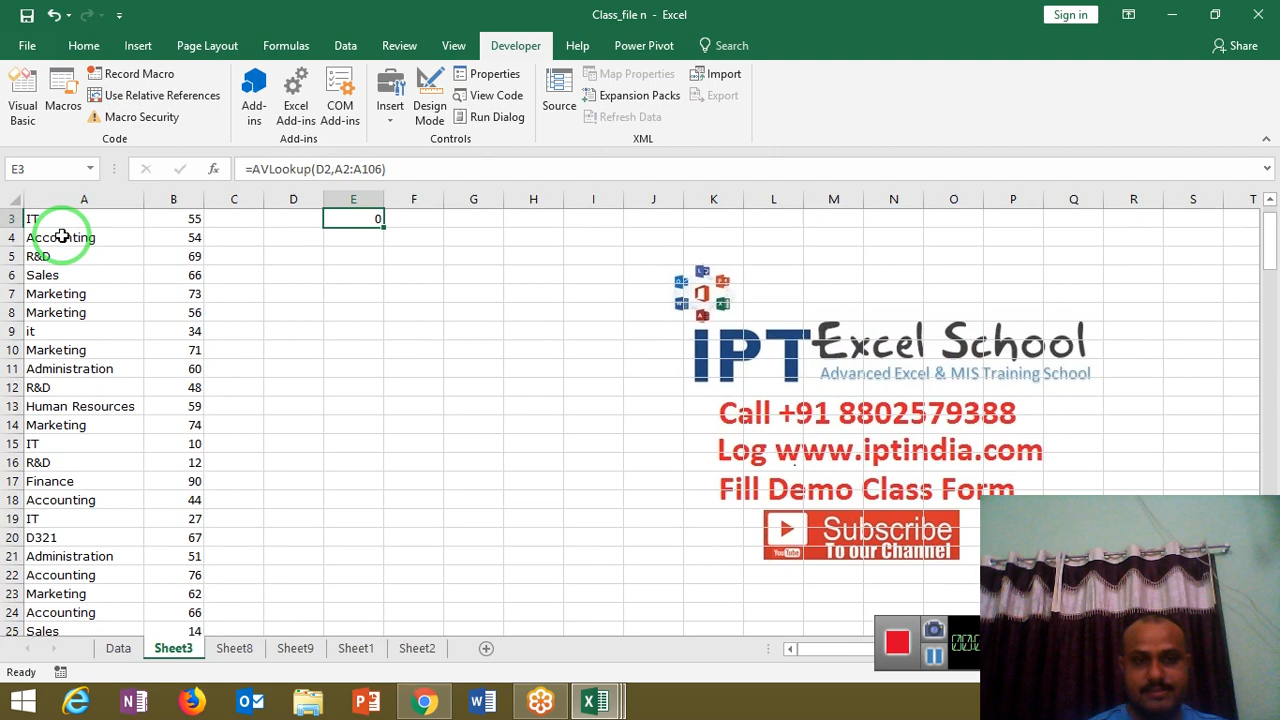 Class_file n - Excel
Sign in
File Home Insert Page Layout Formulas Data Review View Developer Help Power Pivot Search Share
Visual Basic
Macros
Record Macro
Use Relative References
Macro Security
Code
Add-ins
Excel Add-ins
COM Add-ins
Add-ins
Insert
Design Mode
Properties
View Code
Run Dialog
Controls
Source
Map Properties
Expansion Packs
Refresh Data
Import
Export
XML
E3
fx
=AVLookup(D2,A2:A106)
A B C D E F G H I J K L M N O P Q R S T
3 IT 55 0
4 Accounting 54
5 R&D 69
6 Sales 66
7 Marketing 73
8 Marketing 56
9 it 34
10 Marketing 71
11 Administration 60
12 R&D 48
13 Human Resources 59
14 Marketing 74
15 IT 10
16 R&D 12
17 Finance 90
18 Accounting 44
19 IT 27
20 D321 67
21 Administration 51
22 Accounting 76
23 Marketing 62
24 Accounting 66
25 Sales 14
IPT Excel School
Advanced Excel & MIS Training School
Call +91 8802579388
Log www.iptindia.com
Fill Demo Class Form
Subscribe
To our Channel
YouTube
Data Sheet3 Sheet8 Sheet9 Sheet1 Sheet2
Ready